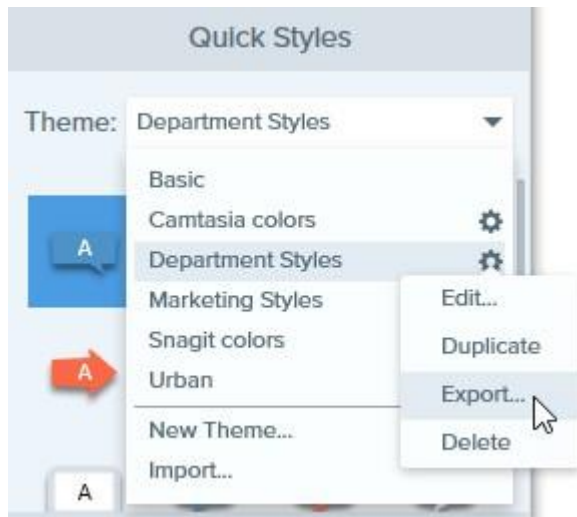 Quick Styles
Theme: Department Styles
Basic
Camtasia colors
A
Department Styles
Marketing Styles
Edit...
Snagit colors
Duplicate
A
Urban
Export...
New Theme...
Delete
Import...
A